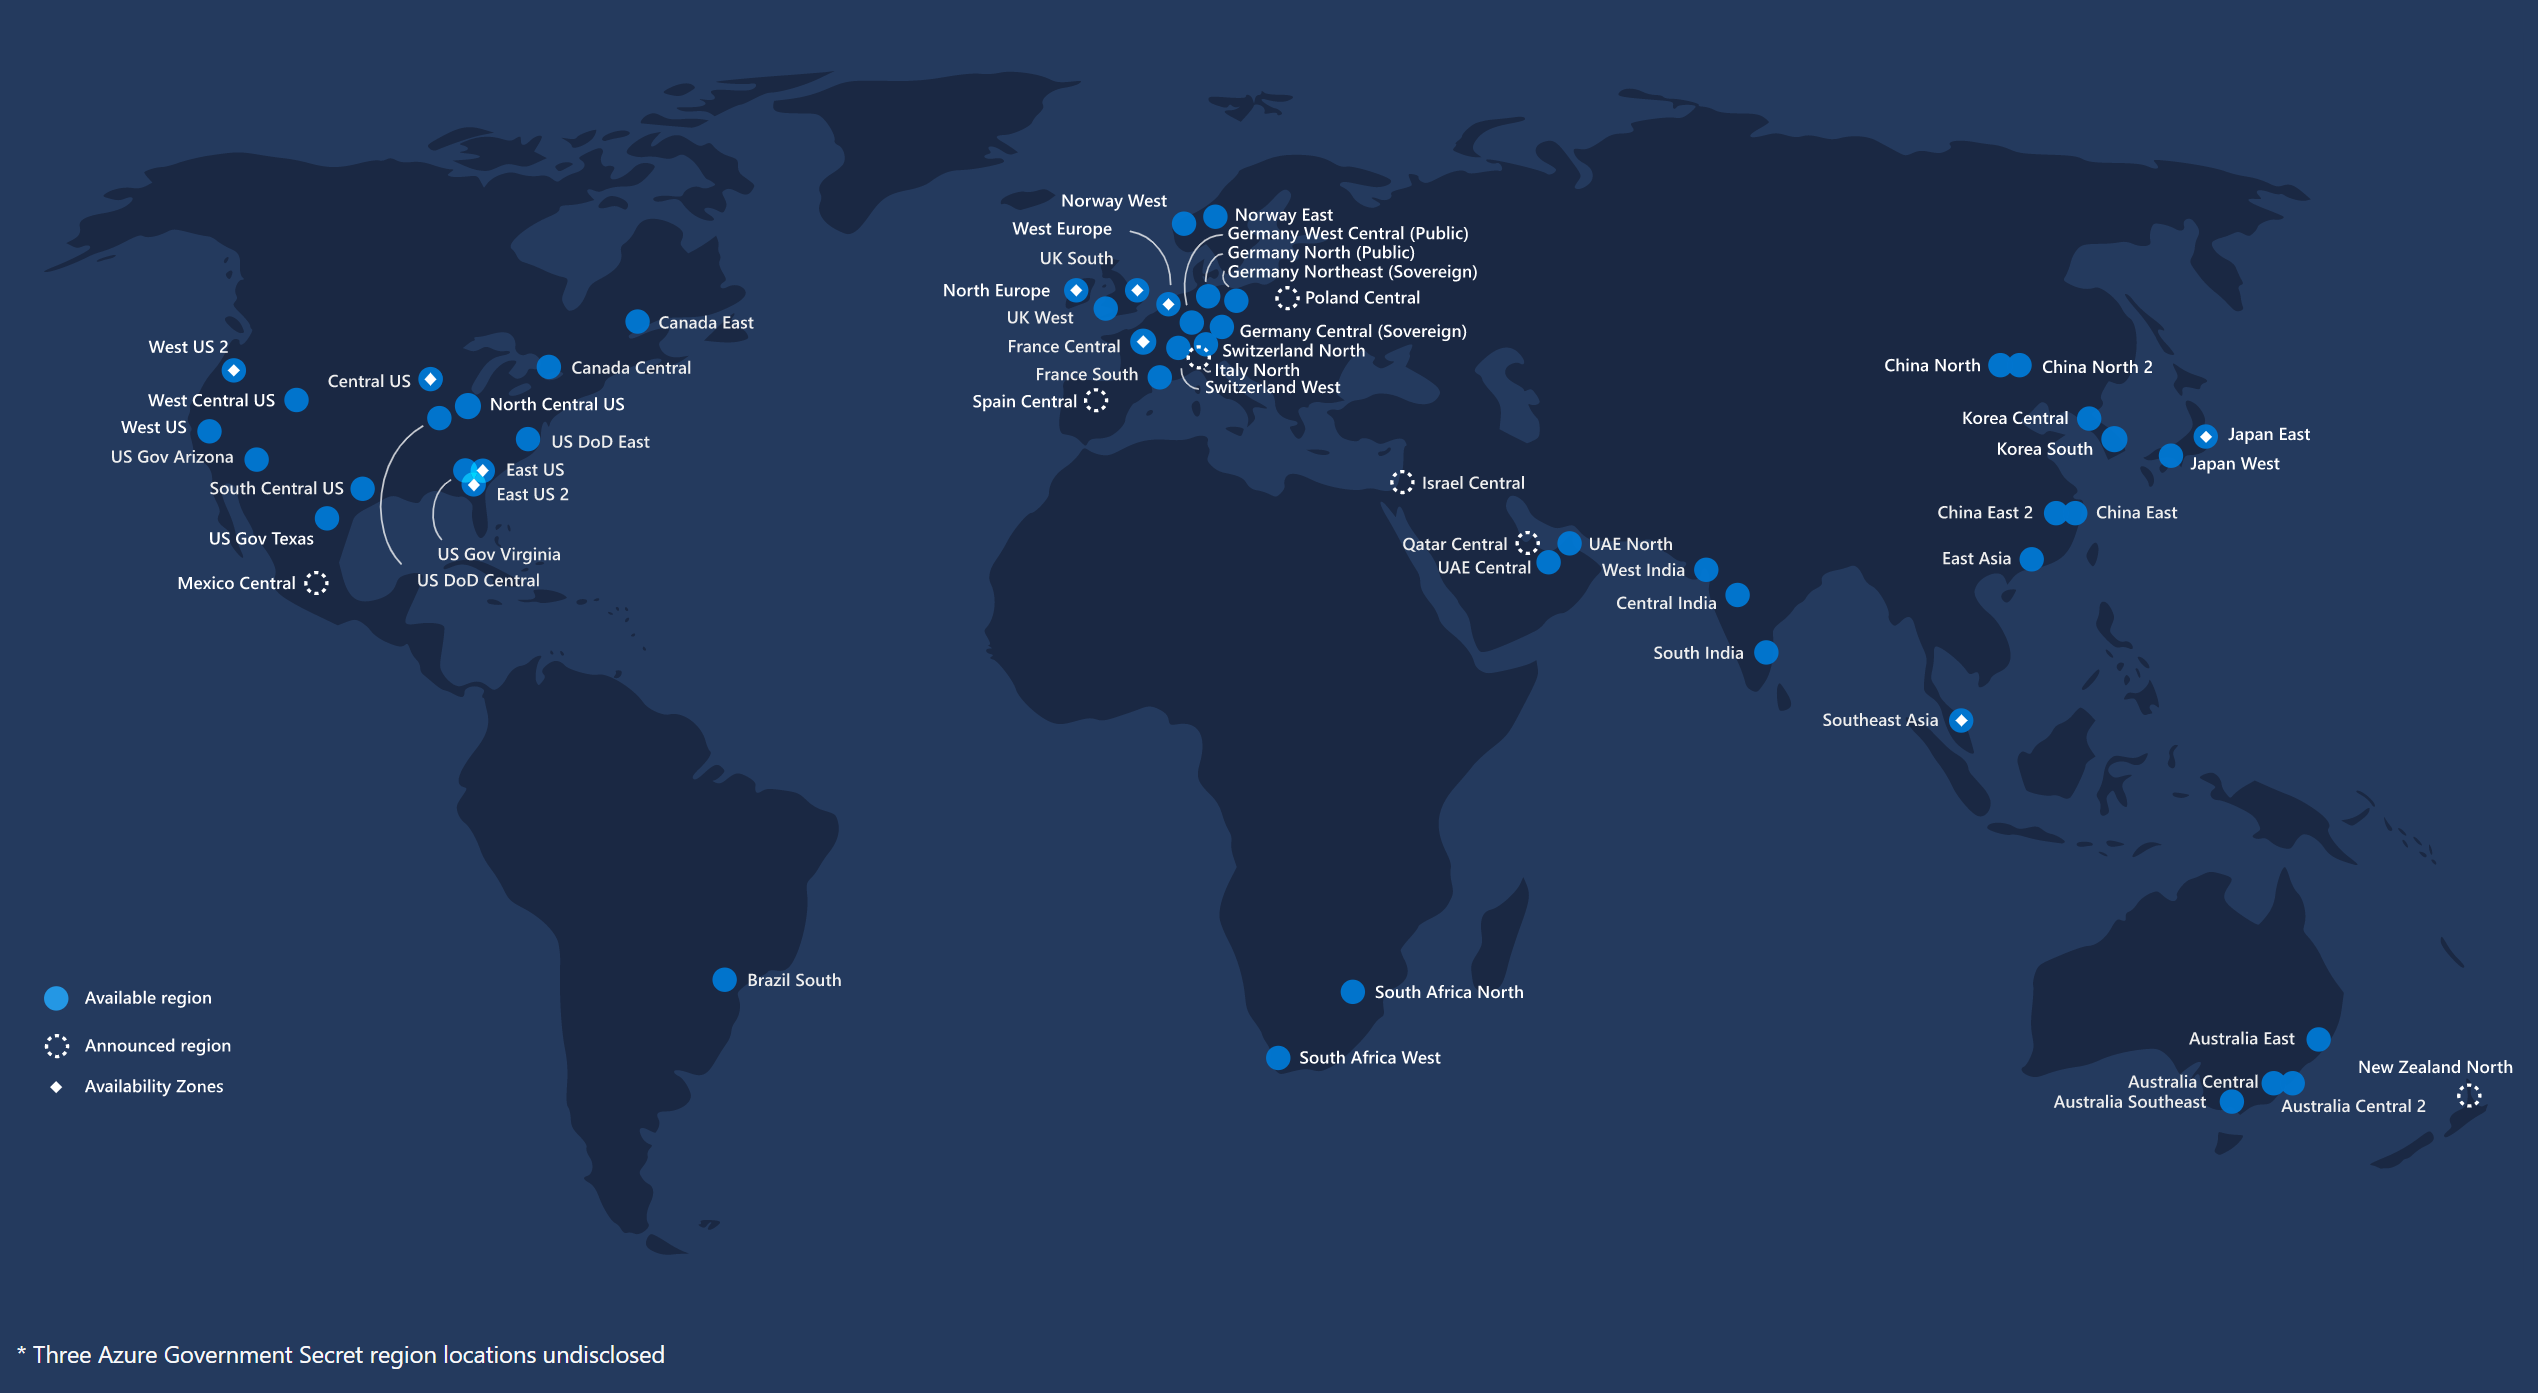 Norway West
Norway East
West Europe
Germany West Central (Public)
Germany North (Public)
UK South
Germany Northeast (Sovereign)
North Europe
Poland Central
UK West
Germany Central (Sovereign)
France Central
Switzerland North
Italy North
France South
Switzerland West
Spain Central
Canada East
West US 2
Canada Central
Central US
West Central US
North Central US
West US
US DoD East
US Gov Arizona
East US
South Central US
East US 2
US Gov Texas
US Gov Virginia
US DoD Central
Mexico Central
China North
China North 2
Korea Central
Japan East
Korea South
Japan West
Israel Central
China East 2
China East
Qatar Central
UAE North
East Asia
UAE Central
West India
Central India
South India
Southeast Asia
Brazil South
South Africa North
South Africa West
Australia East
New Zealand North
Australia Central
Australia Southeast
Australia Central 2
Available region
Announced region
Availability Zones
* Three Azure Government Secret region locations undisclosed